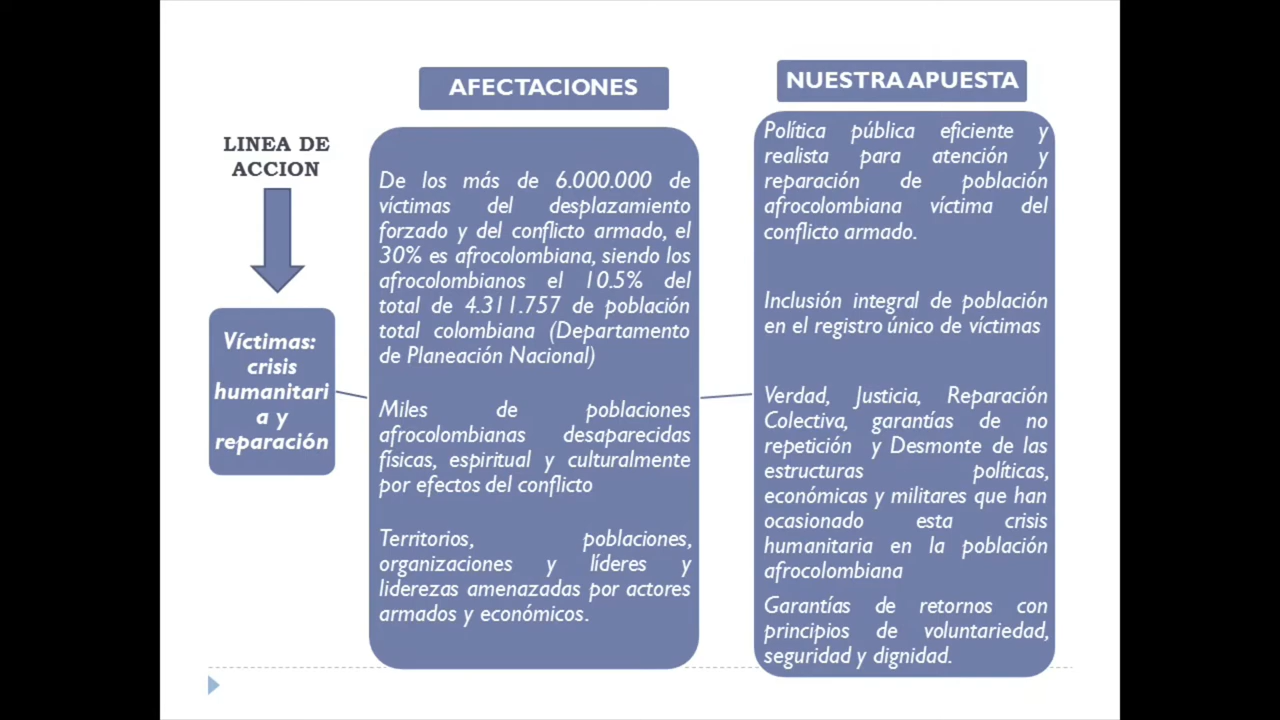 AFECTACIONES
NUESTRA APUESTA
LINEA DE
ACCION
Víctimas:
crisis
humanitari
a y
reparación
De los más de 6.000.000 de
víctimas del desplazamiento
forzado y del conflicto armado, el
30% es afrocolombiana, siendo los
afrocolombianos el 10.5% del
total de 4.311.757 de población
total colombiana (Departamento
de Planeación Nacional)
Miles de poblaciones
afrocolombianas desaparecidas
físicas, espiritual y culturalmente
por efectos del conflicto
Territorios, poblaciones,
organizaciones y líderes y
liderezas amenazadas por actores
armados y económicos.
Política pública eficiente y
realista para atención y
reparación de población
afrocolombiana víctima del
conflicto armado.
Inclusión integral de población
en el registro único de víctimas
Verdad, Justicia, Reparación
Colectiva, garantías de no
repetición y Desmonte de las
estructuras políticas,
económicas y militares que han
ocasionado esta crisis
humanitaria en la población
afrocolombiana
Garantías de retornos con
principios de voluntariedad,
seguridad y dignidad.